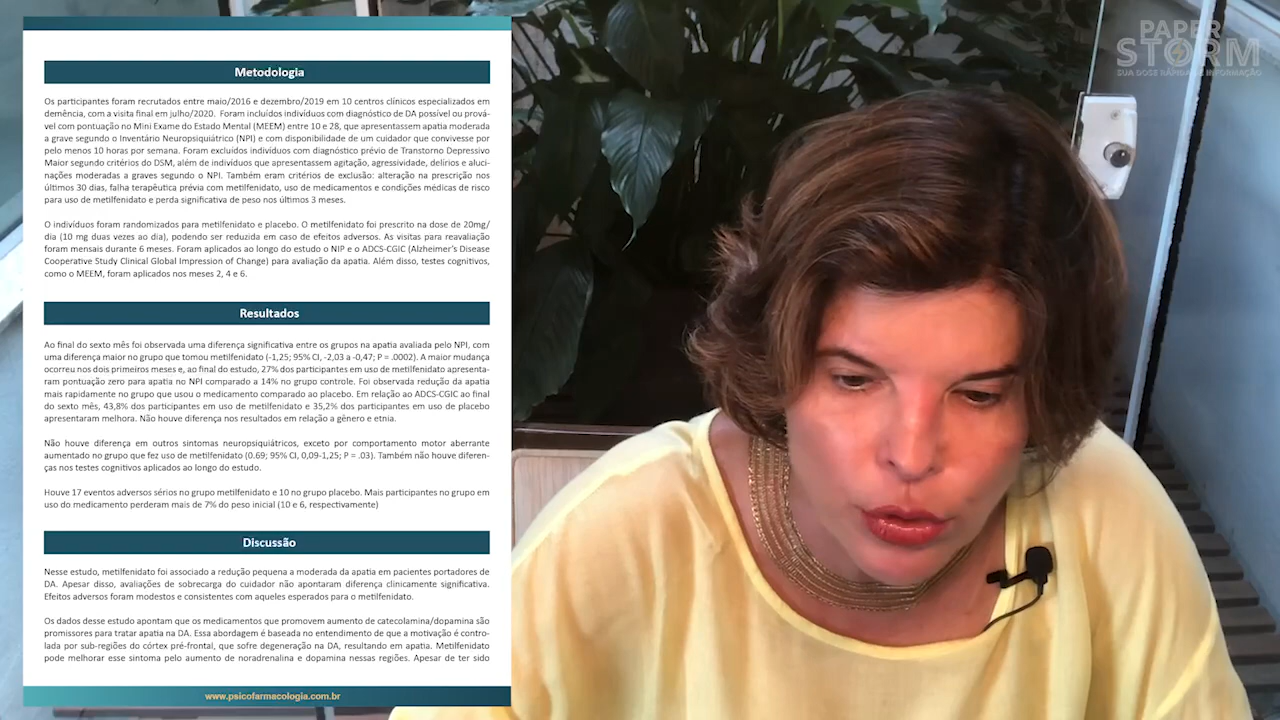 PAPER
STORM
SUA DOSE RÁPIDA DE INFORMAÇÃO
Metodologia
Os participantes foram recrutados entre maio/2016 e dezembro/2019 em 10 centros clínicos especializados em
demência, com a visita final em julho/2020. Foram incluídos indivíduos com diagnóstico de DA possível ou prová-
vel com pontuação no Mini Exame do Estado Mental (MEEM) entre 10 e 28, que apresentassem apatia moderada
a grave segundo o Inventário Neuropsiquiátrico (NPI) e com disponibilidade de um cuidador que convivesse por
pelo menos 10 horas por semana. Foram excluídos indivíduos com diagnóstico prévio de Transtorno Depressivo
Maior segundo critérios do DSM, além de indivíduos que apresentassem agitação, agressividade, delírios e aluci-
nações moderadas a graves segundo o NPI. Também eram critérios de exclusão: alteração na prescrição nos
últimos 30 dias, falha terapêutica prévia com metilfenidato, uso de medicamentos e condições médicas de risco
para uso de metilfenidato e perda significativa de peso nos últimos 3 meses.
O indivíduos foram randomizados para metilfenidato e placebo. O metilfenidato foi prescrito na dose de 20mg/
dia (10 mg duas vezes ao dia), podendo ser reduzida em caso de efeitos adversos. As visitas para reavaliação
foram mensais durante 6 meses. Foram aplicados ao longo do estudo o NIP e o ADCS-CGIC (Alzheimer's Disease
Cooperative Study Clinical Global Impression of Change) para avaliação da apatia. Além disso, testes cognitivos,
como o MEEM, foram aplicados nos meses 2, 4 e 6.
Resultados
Ao final do sexto mês foi observada uma diferença significativa entre os grupos na apatia avaliada pelo NPI, com
uma diferença maior no grupo que tomou metilfenidato (-1,25; 95% CI, -2,03 a -0,47; P = .0002). A maior mudança
ocorreu nos dois primeiros meses e, ao final do estudo, 27% dos participantes em uso de metilfenidato apresenta-
ram pontuação zero para apatia no NPI comparado a 14% no grupo controle. Foi observada redução da apatia
mais rapidamente no grupo que usou o medicamento comparado ao placebo. Em relação ao ADCS-CGIC ao final
do sexto mês, 43,8% dos participantes em uso de metilfenidato e 35,2% dos participantes em uso de placebo
apresentaram melhora. Não houve diferença nos resultados em relação a gênero e etnia.
Não houve diferença em outros sintomas neuropsiquiátricos, exceto por comportamento motor aberrante
aumentado no grupo que fez uso de metilfenidato (0.69; 95% CI, 0,09-1,25; P = .03). Também não houve diferen-
ças nos testes cognitivos aplicados ao longo do estudo.
Houve 17 eventos adversos sérios no grupo metilfenidato e 10 no grupo placebo. Mais participantes no grupo em
uso do medicamento perderam mais de 7% do peso inicial (10 e 6, respectivamente)
Discussão
Nesse estudo, metilfenidato foi associado a redução pequena a moderada da apatia em pacientes portadores de
DA. Apesar disso, avaliações de sobrecarga do cuidador não apontaram diferença clinicamente significativa.
Efeitos adversos foram modestos e consistentes com aqueles esperados para o metilfenidato.
Os dados desse estudo apontam que os medicamentos que promovem aumento de catecolamina/dopamina são
promissores para tratar apatia na DA. Essa abordagem é baseada no entendimento de que a motivação é contro-
lada por sub-regiões do córtex pré-frontal, que sofre degeneração na DA, resultando em apatia. Metilfenidato
pode melhorar esse sintoma pelo aumento de noradrenalina e dopamina nessas regiões. Apesar de ter sido
www.psicofarmacologia.com.br